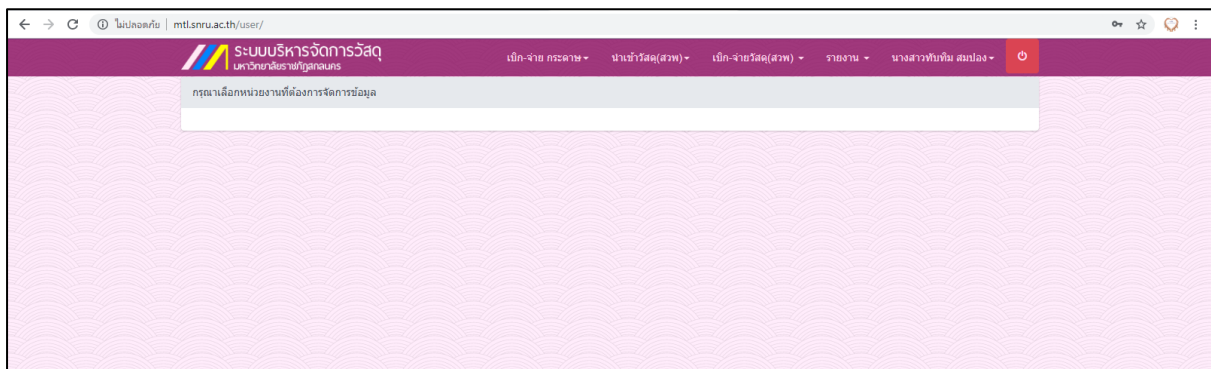 ไม่ปลอดภัย | mtl.snru.ac.th/user/
ระบบบริหารจัดการวัสดุ
มหาวิทยาลัยราชภัฏสกลนคร
เบิก-จ่าย กระดาษ
นำเข้าวัสดุ(สวพ)
เบิก-จ่ายวัสดุ(สวพ)
รายงาน
นางสาวทับทิม สมปอง
กรุณาเลือกหน่วยงานที่ต้องการจัดการข้อมูล